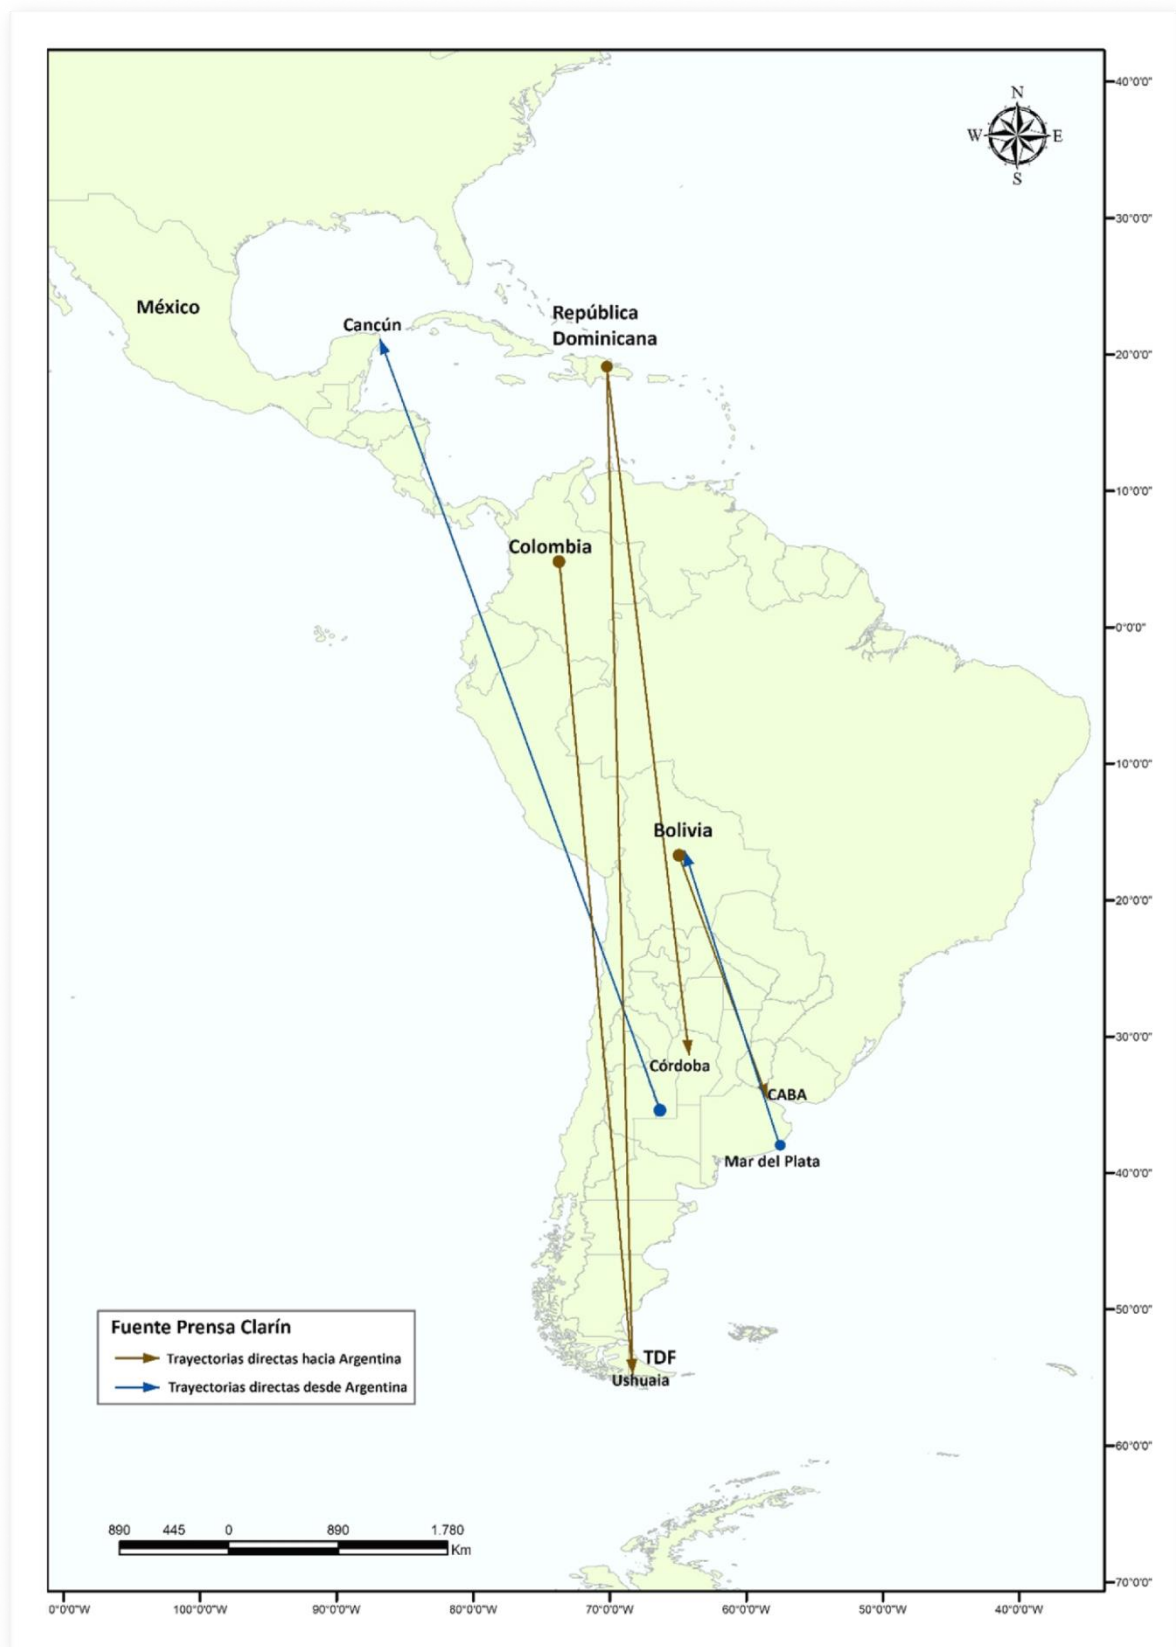 N
W
E
S
40°0'0"
30°0'0"
México
Cancún
República
Dominicana
20°0'0"
10°0'0"
Colombia
0°0'0"
10°0'0"
Bolivia
20°0'0"
30°0'0"
Córdoba
CABA
Mar del Plata
40°0'0"
50°0'0"
Fuente Prensa Clarín
Trayectorias directas hacia Argentina
Trayectorias directas desde Argentina
TDF
Ushuaia
60°0'0"
890 445 0 890 1.780
Km
70°0'0"
0°0'0"W 100°0'0"W 90°0'0"W 80°0'0"W 70°0'0"W 60°0'0"W 50°0'0"W 40°0'0"W